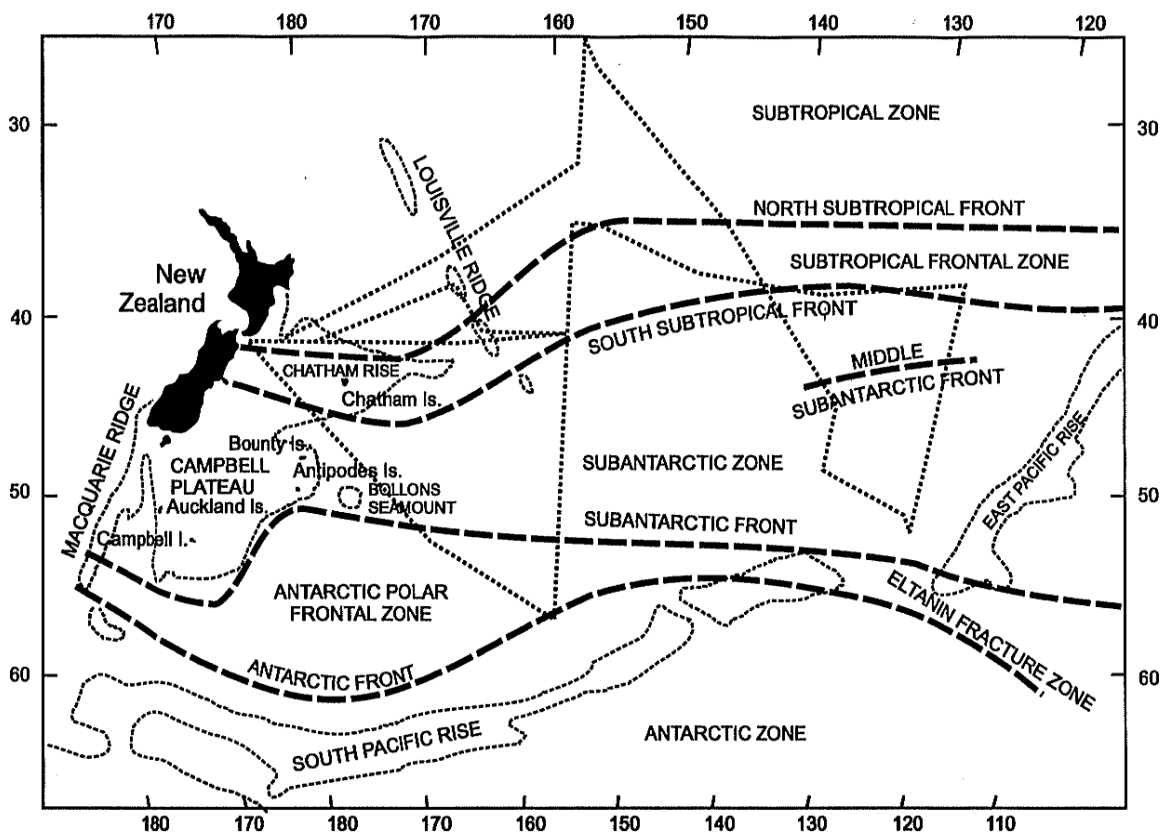 170 180 170 160 150 140 130 120
30 30
SUBTROPICAL ZONE
LOUISVILLE RIDGE
NORTH SUBTROPICAL FRONT
New
Zealand
SUBTROPICAL FRONTAL ZONE
40 40
SOUTH SUBTROPICAL FRONT
MIDDLE
SUBANTARCTIC FRONT
CHATHAM RISE
Chatham Is.
MACQUARIE RIDGE
Bounty Is.
CAMPBELL
PLATEAU
Antipodes Is.
SUBANTARCTIC ZONE
EAST PACIFIC RISE
50 50
Auckland Is.
BOLLONS
SEAMOUNT
SUBANTARCTIC FRONT
Campbell I.
ANTARCTIC POLAR
FRONTAL ZONE
ELTANIN FRACTURE ZONE
ANTARCTIC FRONT
60 60
SOUTH PACIFIC RISE
ANTARCTIC ZONE
180 170 180 170 160 150 140 130 120 110